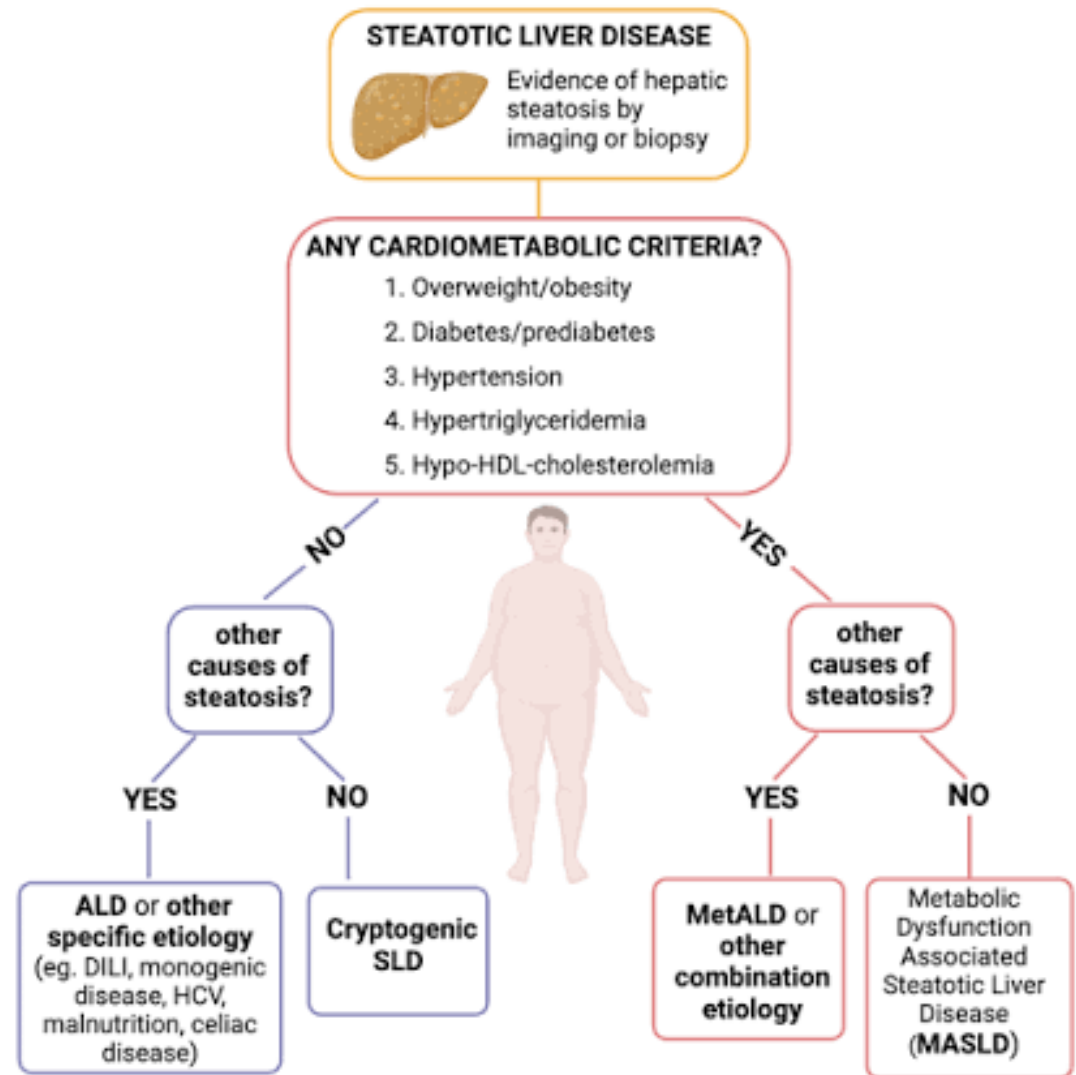 STEATOTIC LIVER DISEASE
Evidence of hepatic
steatosis by
imaging or biopsy
ANY CARDIOMETABOLIC CRITERIA?
1. Overweight/obesity
2. Diabetes/prediabetes
3. Hypertension
4. Hypertriglyceridemia
5. Hypo-HDL-cholesterolemia
NO
YES
other
causes of
steatosis?
other
causes of
steatosis?
YES
NO
YES
NO
ALD or other
specific etiology
(eg. DILI, monogenic
disease, HCV,
malnutrition, celiac
disease)
Cryptogenic
SLD
MetALD or
other
combination
etiology
Metabolic
Dysfunction
Associated
Steatotic Liver
Disease
(MASLD)